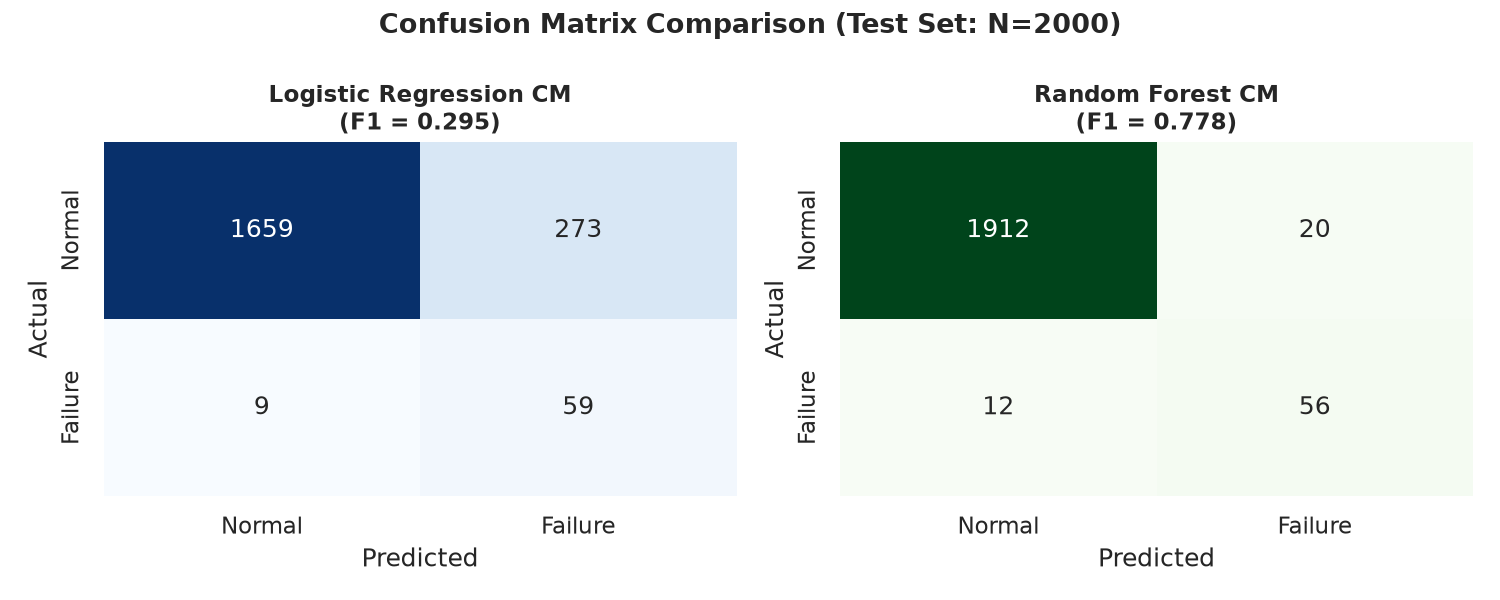 Confusion Matrix Comparison (Test Set: N=2000)
Logistic Regression CM
(F1 = 0.295)
Actual
Normal
1659
273
Failure
9
59
Normal
Failure
Predicted
Random Forest CM
(F1 = 0.778)
Actual
Normal
1912
20
Failure
12
56
Normal
Failure
Predicted